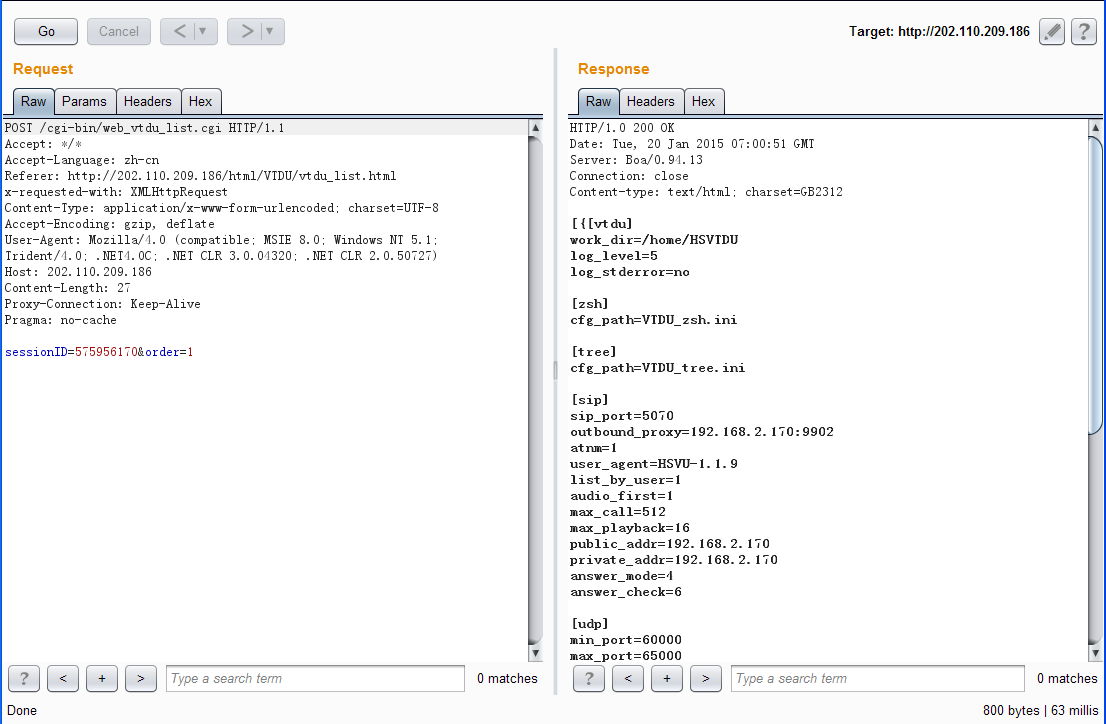 Go
Cancel
<
>
Target: http://202.110.209.186
?
Request
Raw
Params
Headers
Hex
POST /cgi-bin/web_vtdu_list.cgi HTTP/1.1
Accept: */*
Accept-Language: zh-cn
Referer: http://202.110.209.186/html/VTDU/vtdu_list.html
x-requested-with: XMLHttpRequest
Content-Type: application/x-www-form-urlencoded; charset=UTF-8
Accept-Encoding: gzip, deflate
User-Agent: Mozilla/4.0 (compatible; MSIE 8.0; Windows NT 5.1;
Trident/4.0; .NET4.0C; .NET CLR 3.0.04320; .NET CLR 2.0.50727)
Host: 202.110.209.186
Content-Length: 27
Proxy-Connection: Keep-Alive
Pragma: no-cache
sessionID=575956170&order=1
?
<
+
>
Type a search term
0 matches
Response
Raw
Headers
Hex
HTTP/1.0 200 OK
Date: Tue, 20 Jan 2015 07:00:51 GMT
Server: Boa/0.94.13
Connection: close
Content-type: text/html; charset=GB2312
[{[vtdu]
work_dir=/home/HSVTDU
log_level=5
log_stderror=no
[zsh]
cfg_path=VTDU_zsh.ini
[tree]
cfg_path=VTDU_tree.ini
[sip]
sip_port=5070
outbound_proxy=192.168.2.170:9902
atnm=1
user_agent=HSVU-1.1.9
list_by_user=1
audio_first=1
max_call=512
max_playback=16
public_addr=192.168.2.170
private_addr=192.168.2.170
answer_mode=4
answer_check=6
[udp]
min_port=60000
max_port=65000
?
<
+
>
Type a search term
0 matches
Done
800 bytes | 63 millis